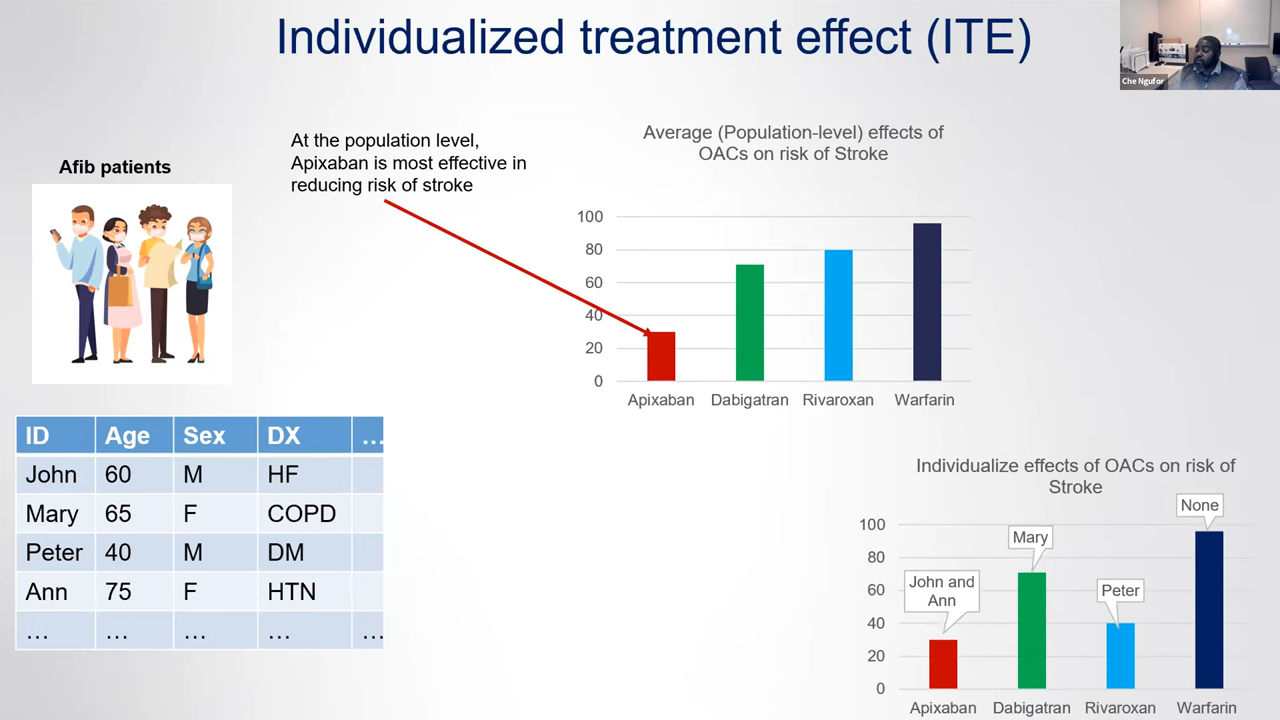 Individualized treatment effect (ITE)
Che Ngufor
Afib patients
At the population level,
Apixaban is most effective in
reducing risk of stroke
Average (Population-level) effects of
OACs on risk of Stroke
100
80
60
40
20
0
Apixaban Dabigatran Rivaroxan Warfarin
ID Age Sex DX ...
John 60 M HF
Mary 65 F COPD
Peter 40 M DM
Ann 75 F HTN
... ... ... ... ...
Individualize effects of OACs on risk of
Stroke
None
Mary
John and
Ann
Peter
100
80
60
40
20
0
Apixaban Dabigatran Rivaroxan Warfarin